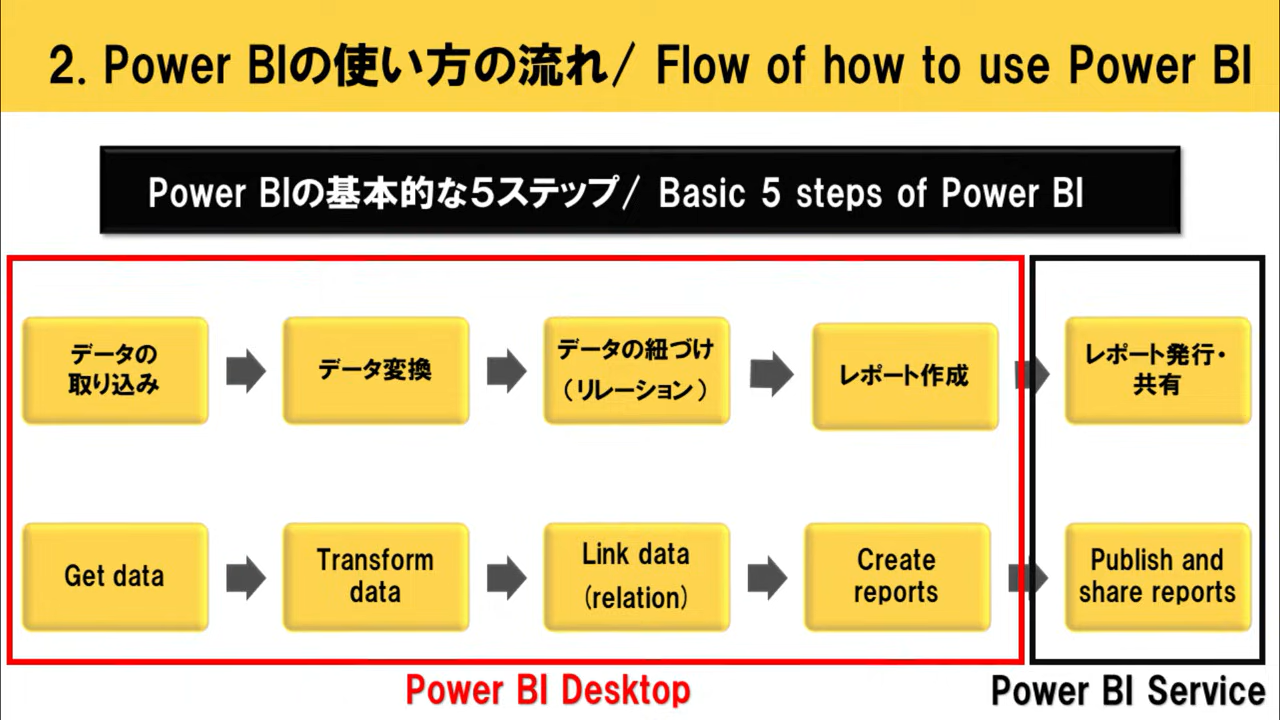 2. Power BIの使い方の流れ/ Flow of how to use Power BI
Power BIの基本的な５ステップ/ Basic 5 steps of Power BI
データの
取り込み
データ変換
データの紐づけ
（リレーション）
レポート作成
レポート発行・
共有
Get data
Transform
data
Link data
(relation)
Create
reports
Publish and
share reports
Power BI Desktop
Power BI Service